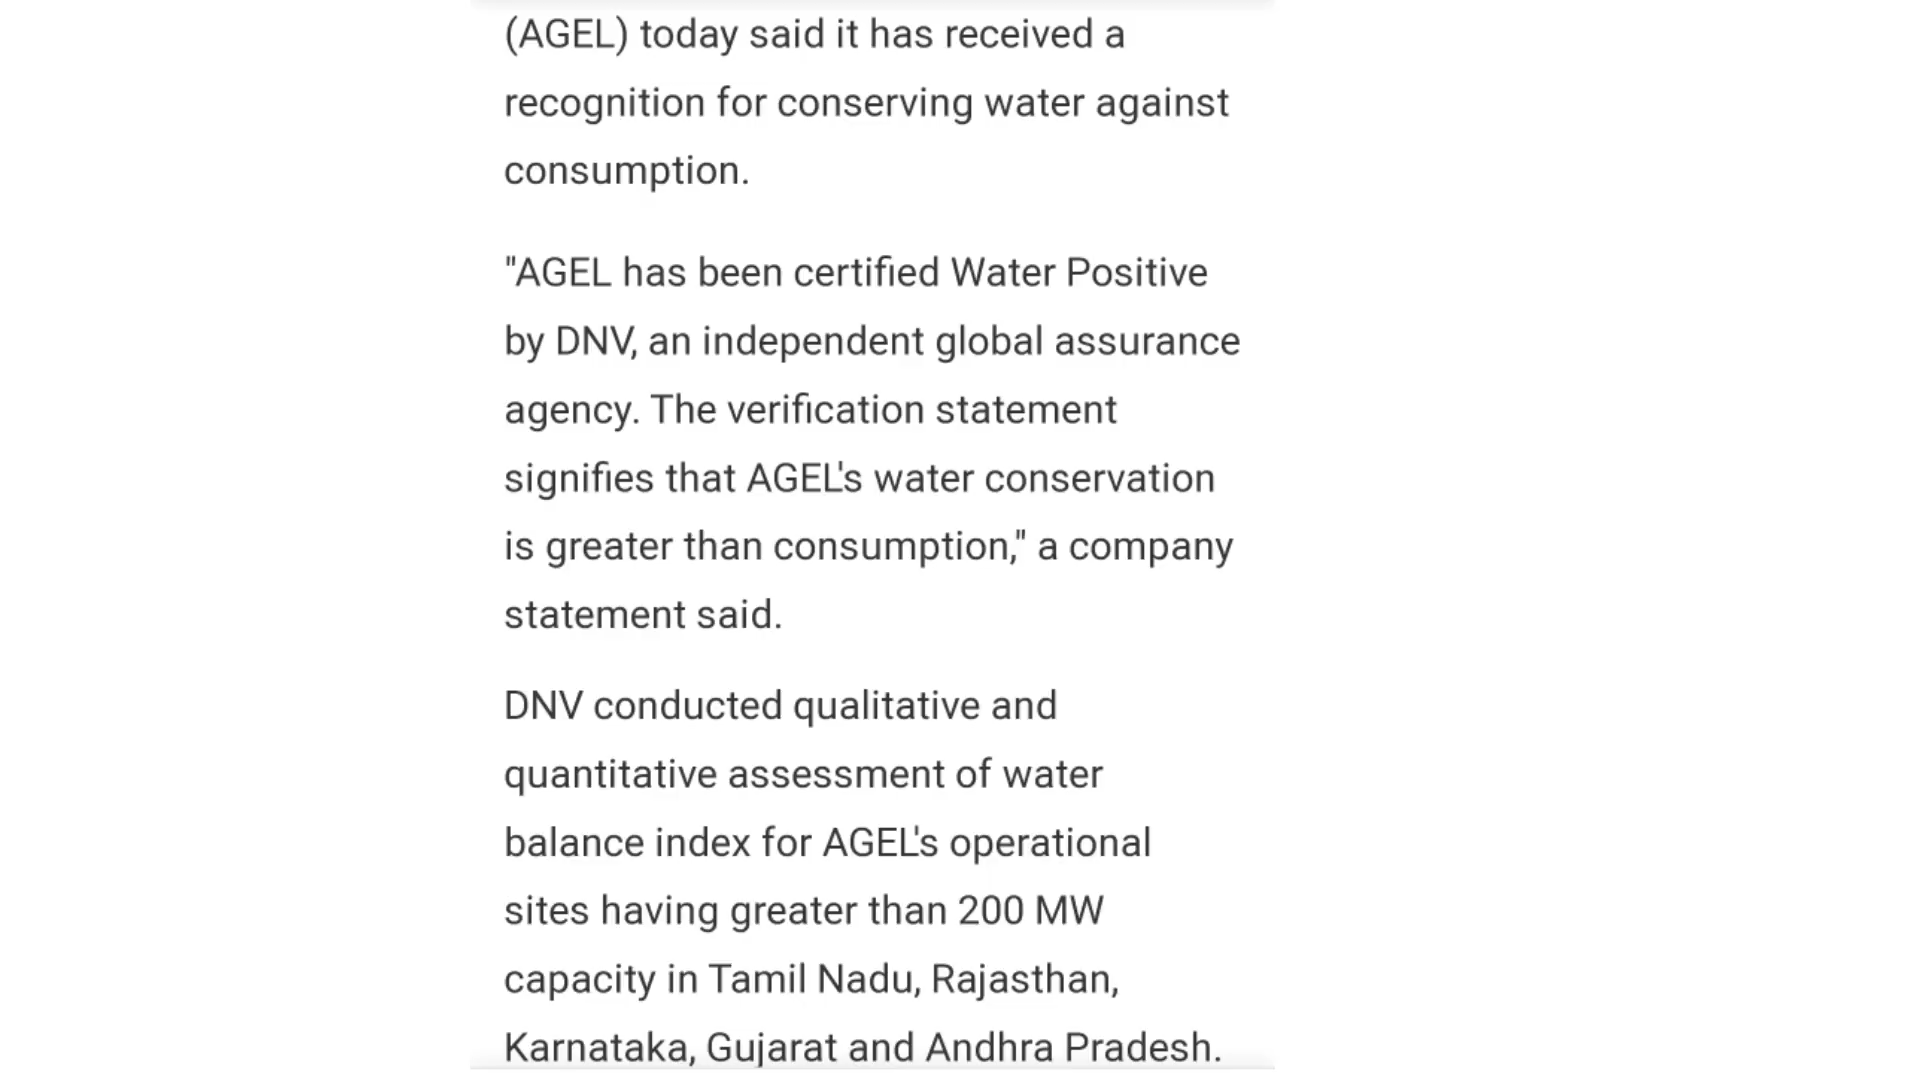 (AGEL) today said it has received a
recognition for conserving water against
consumption.
"AGEL has been certified Water Positive
by DNV, an independent global assurance
agency. The verification statement
signifies that AGEL's water conservation
is greater than consumption," a company
statement said.
DNV conducted qualitative and
quantitative assessment of water
balance index for AGEL's operational
sites having greater than 200 MW
capacity in Tamil Nadu, Rajasthan,
Karnataka, Gujarat and Andhra Pradesh.